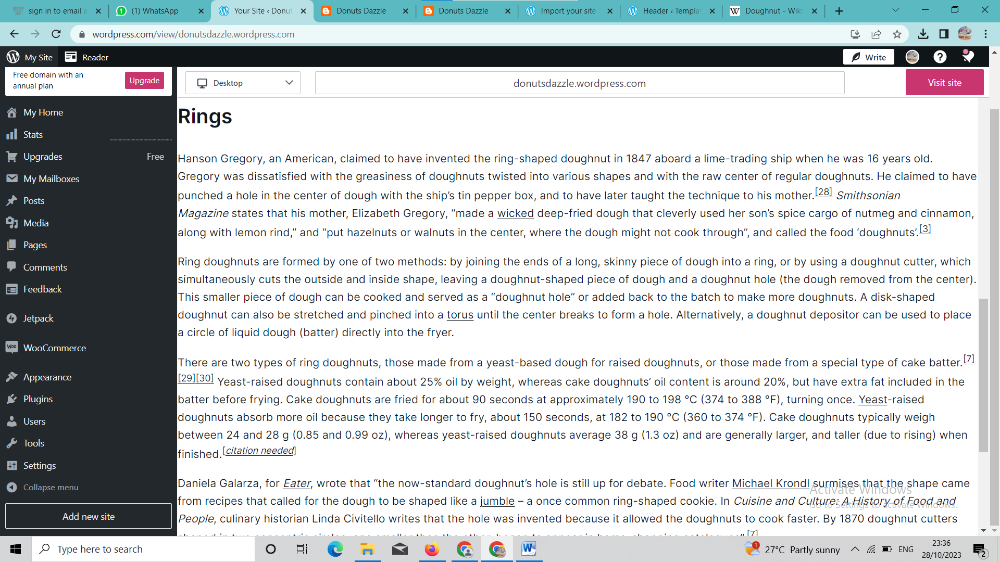 sign in to email a
(1) WhatsApp
Your Site ‹ Donut
Donuts Dazzle
Donuts Dazzle
Import your site
Header ‹ Templat
Doughnut - Wiki
wordpress.com/view/donutsdazzle.wordpress.com
My Site
Reader
Write
Free domain with an
annual plan
Upgrade
Desktop
donutsdazzle.wordpress.com
Visit site
My Home
Stats
Upgrades Free
My Mailboxes
Posts
Media
Pages
Comments
Feedback
Jetpack
WooCommerce
Appearance
Plugins
Users
Tools
Settings
Collapse menu
Add new site
Rings
Hanson Gregory, an American, claimed to have invented the ring-shaped doughnut in 1847 aboard a lime-trading ship when he was 16 years old.
Gregory was dissatisfied with the greasiness of doughnuts twisted into various shapes and with the raw center of regular doughnuts. He claimed to have
punched a hole in the center of dough with the ship’s tin pepper box, and to have later taught the technique to his mother.[28] Smithsonian
Magazine states that his mother, Elizabeth Gregory, “made a wicked deep-fried dough that cleverly used her son’s spice cargo of nutmeg and cinnamon,
along with lemon rind,” and “put hazelnuts or walnuts in the center, where the dough might not cook through”, and called the food ‘doughnuts’.[3]
Ring doughnuts are formed by one of two methods: by joining the ends of a long, skinny piece of dough into a ring, or by using a doughnut cutter, which
simultaneously cuts the outside and inside shape, leaving a doughnut-shaped piece of dough and a doughnut hole (the dough removed from the center).
This smaller piece of dough can be cooked and served as a “doughnut hole” or added back to the batch to make more doughnuts. A disk-shaped
doughnut can also be stretched and pinched into a torus until the center breaks to form a hole. Alternatively, a doughnut depositor can be used to place
a circle of liquid dough (batter) directly into the fryer.
There are two types of ring doughnuts, those made from a yeast-based dough for raised doughnuts, or those made from a special type of cake batter.[7]
[29][30] Yeast-raised doughnuts contain about 25% oil by weight, whereas cake doughnuts’ oil content is around 20%, but have extra fat included in the
batter before frying. Cake doughnuts are fried for about 90 seconds at approximately 190 to 198 °C (374 to 388 °F), turning once. Yeast-raised
doughnuts absorb more oil because they take longer to fry, about 150 seconds, at 182 to 190 °C (360 to 374 °F). Cake doughnuts typically weigh
between 24 and 28 g (0.85 and 0.99 oz), whereas yeast-raised doughnuts average 38 g (1.3 oz) and are generally larger, and taller (due to rising) when
finished.[citation needed]
Daniela Galarza, for Eater, wrote that “the now-standard doughnut’s hole is still up for debate. Food writer Michael Krondl surmises that the shape came
from recipes that called for the dough to be shaped like a jumble – a once common ring-shaped cookie. In Cuisine and Culture: A History of Food and
People, culinary historian Linda Civitello writes that the hole was invented because it allowed the doughnuts to cook faster. By 1870 doughnut cutters
[7]
Activate Windows
Go to Settings to activate Windows.
Type here to search
27°C Partly sunny
ENG
23:36
28/10/2023
2